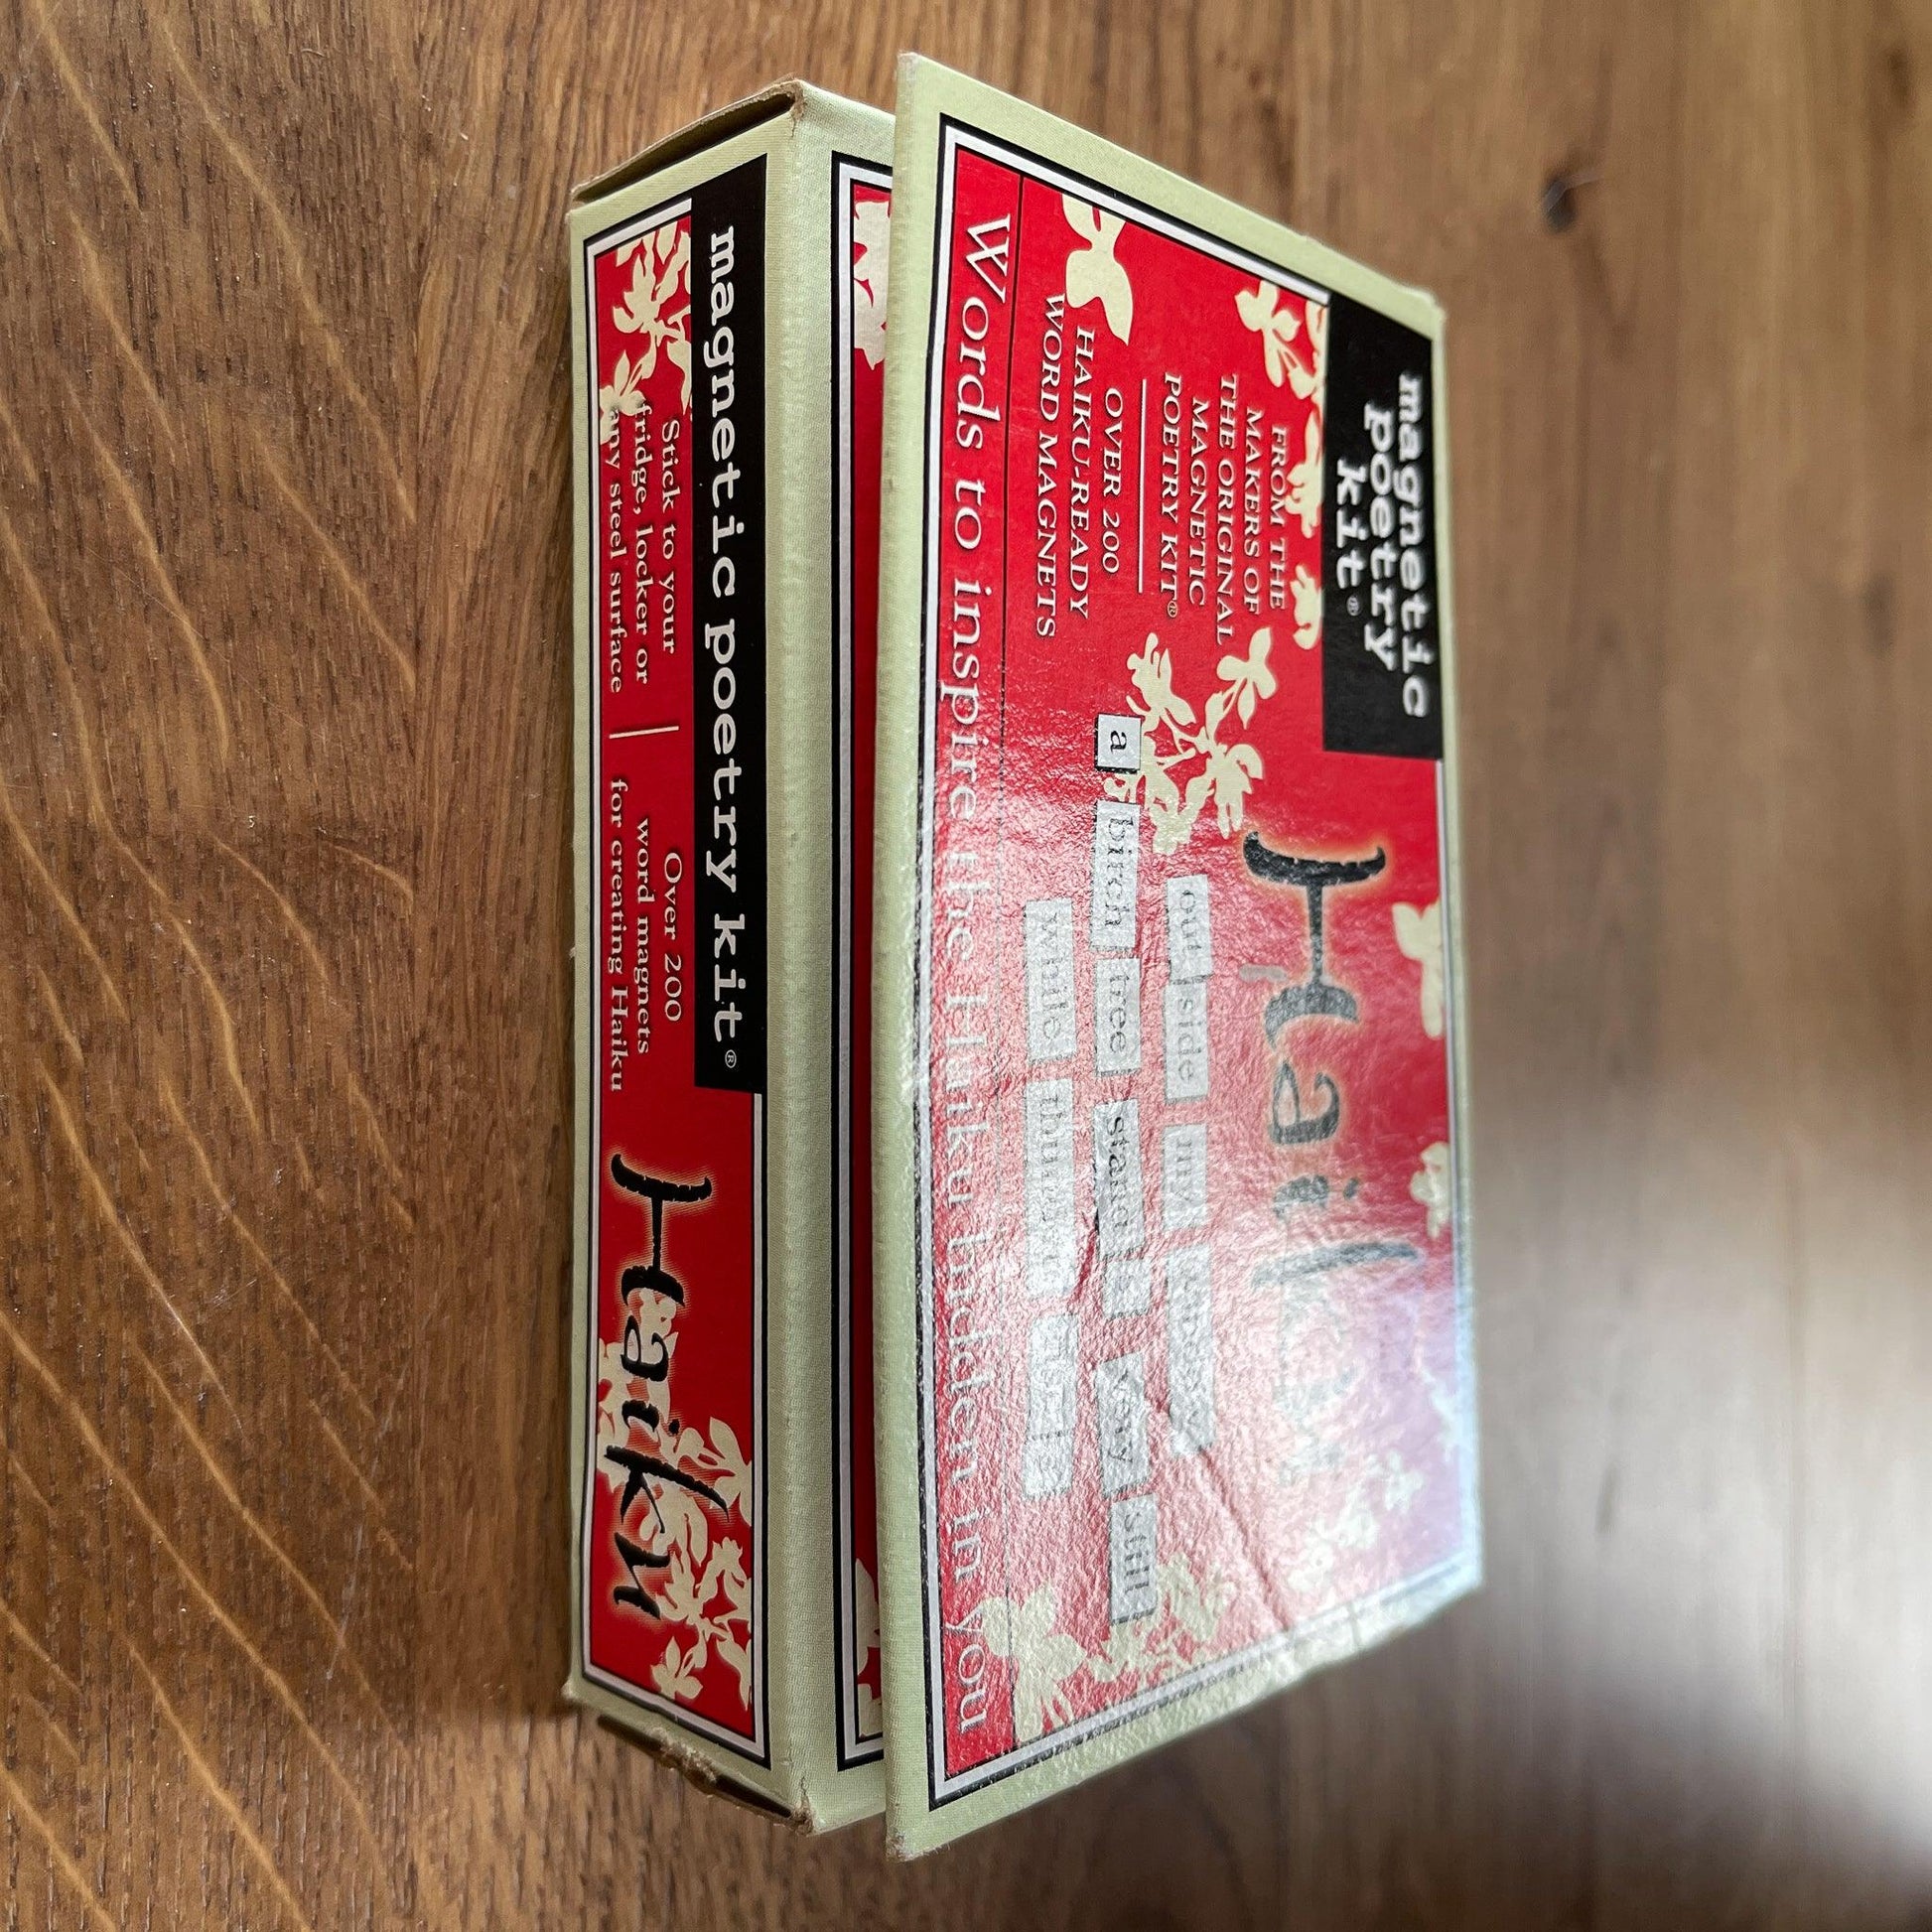 magnetic
poetry
kit®
Haiku
FROM THE
MAKERS OF
THE ORIGINAL
MAGNETIC
POETRY KIT®
OVER 200
HAIKU-READY
WORD MAGNETS
out side my
a tree stand s very still
while
Words to inspire the Haiku hidden in you
magnetic poetry kit®
Stick to your
fridge, locker or
any steel surface
Over 200
word magnets
for creating Haiku
Haiku